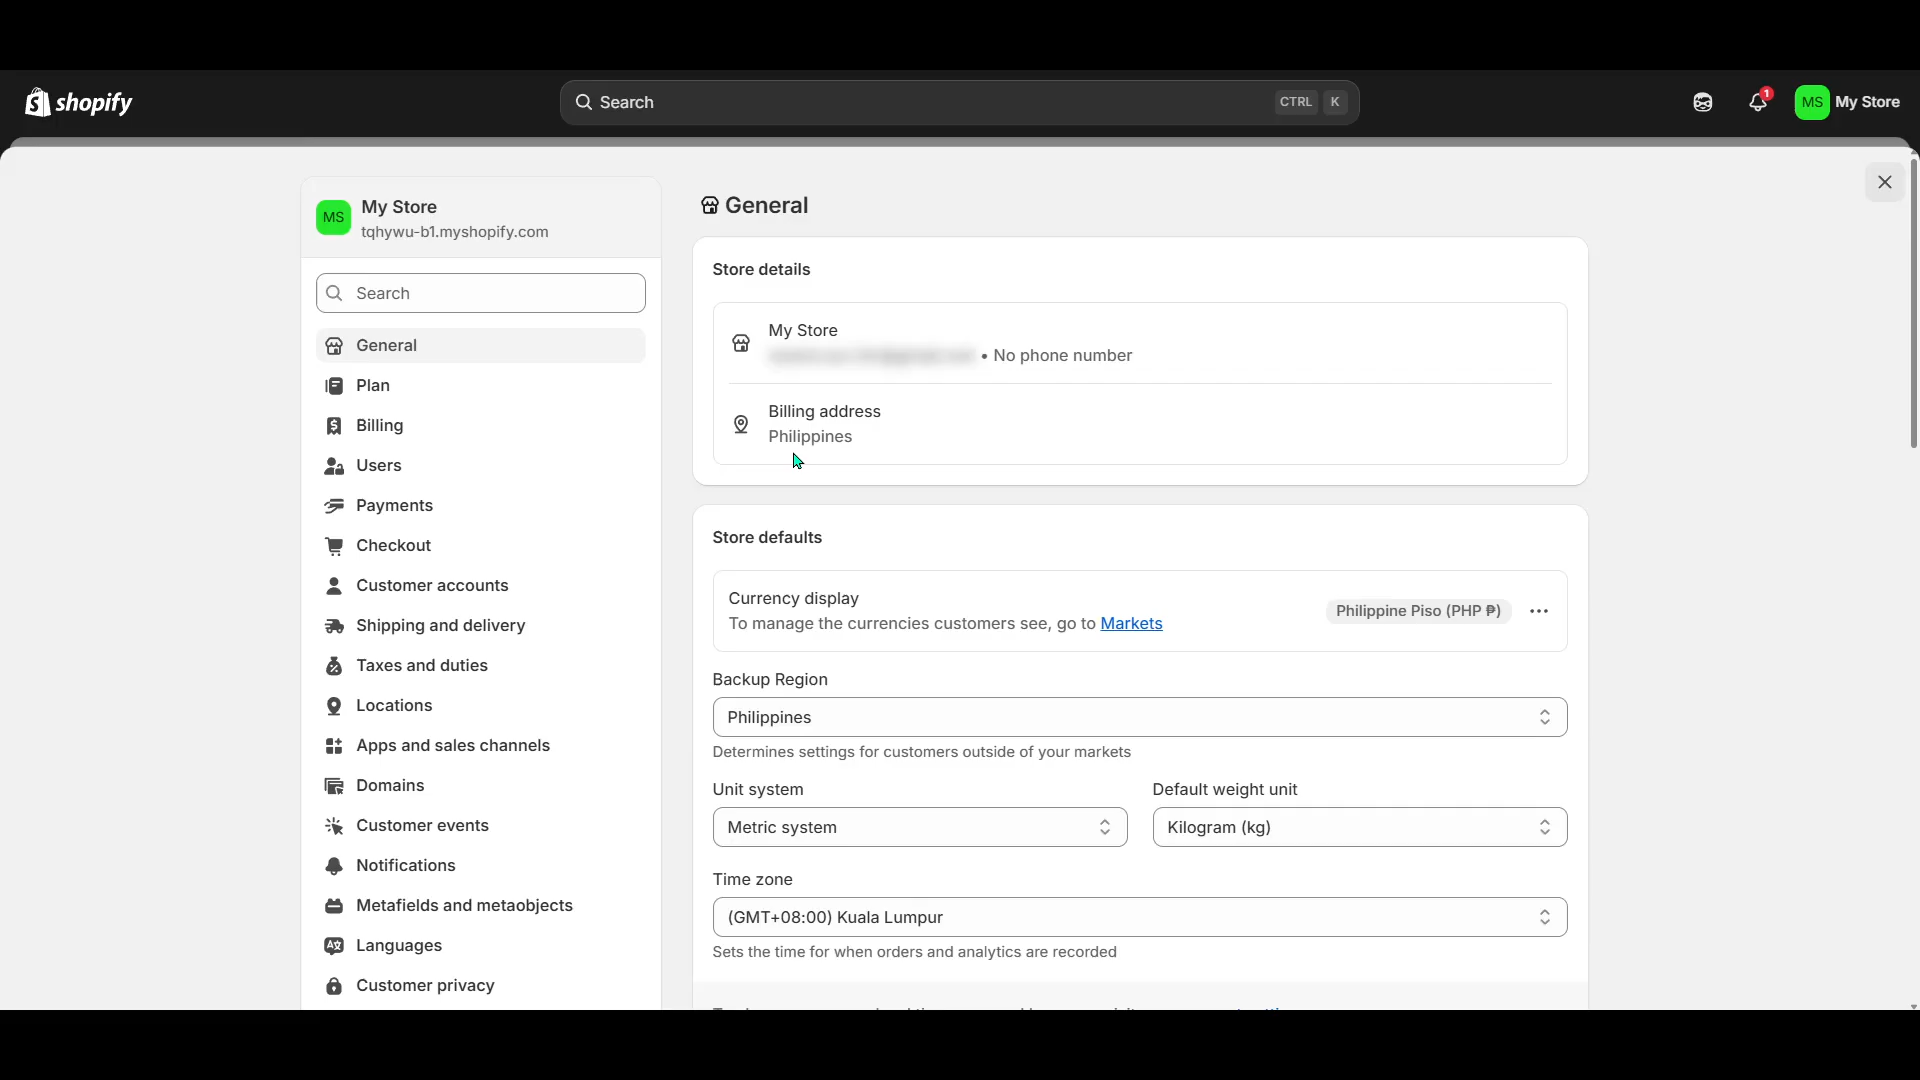 shopify
Search
CTRL K
1
MS
My Store
MS
My Store
tqhywu-b1.myshopify.com
Search
General
Plan
Billing
Users
Payments
Checkout
Customer accounts
Shipping and delivery
Taxes and duties
Locations
Apps and sales channels
Domains
Customer events
Notifications
Metafields and metaobjects
Languages
Customer privacy
General
Store details
My Store
• No phone number
Billing address
Philippines
Store defaults
Currency display
To manage the currencies customers see, go to Markets
Philippine Piso (PHP ₱)
Backup Region
Philippines
Determines settings for customers outside of your markets
Unit system
Default weight unit
Metric system
Kilogram (kg)
Time zone
(GMT+08:00) Kuala Lumpur
Sets the time for when orders and analytics are recorded